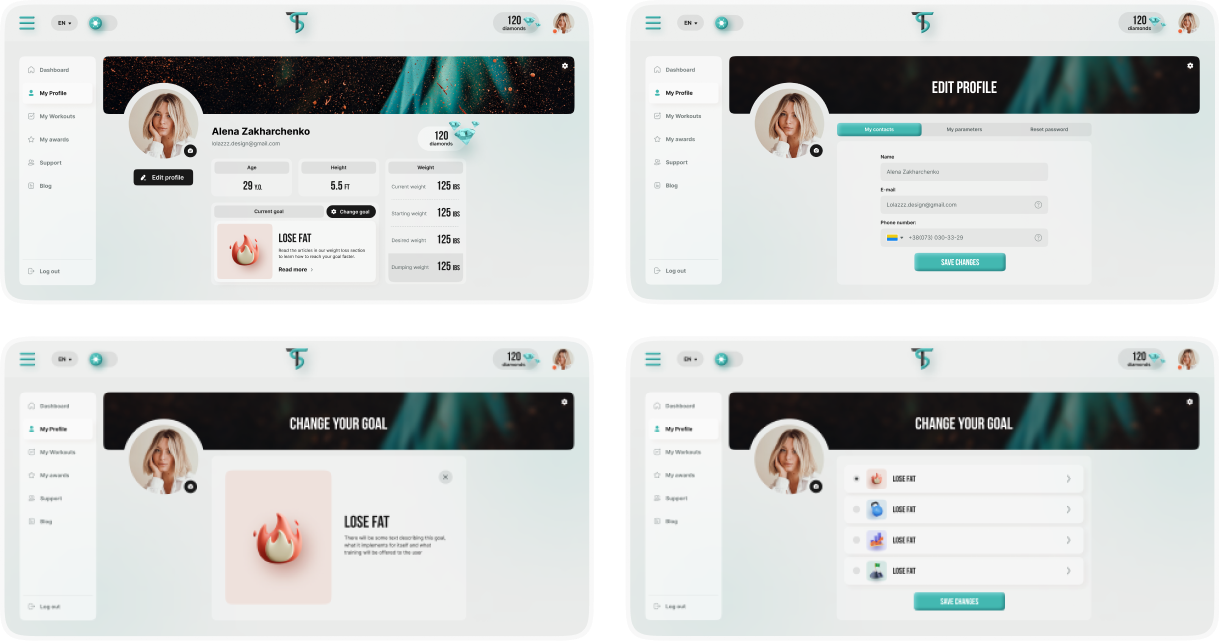 EN
120
diamonds
Dashboard
My Profile
My Workouts
My awards
Support
Blog
Log out
Alena Zakharchenko
lolazzz.design@gmail.com
120
diamonds
Edit profile
Age
29 Y.O.
Height
5.5 FT
Current goal
Change goal
LOSE FAT
Read the articles in our weight loss section
to learn how to reach your goal faster.
Read more
Weight
Current weight 125 IBS
Starting weight 125 IBS
Desired weight 125 IBS
Dumping weight 125 IBS
EN
120
diamonds
Dashboard
My Profile
My Workouts
My awards
Support
Blog
Log out
EDIT PROFILE
My contacts
My parameters
Reset password
Name
Alena Zakharchenko
E-mail
Lolazzz.design@gmail.com
Phone number:
+38(073) 030-33-29
SAVE CHANGES
EN
120
diamonds
Dashboard
My Profile
My Workouts
My awards
Support
Blog
Log out
CHANGE YOUR GOAL
LOSE FAT
There will be some text describing this goal,
what it implements for itself and what
training will be offered to the user
EN
120
diamonds
Dashboard
My Profile
My Workouts
My awards
Support
Blog
Log out
CHANGE YOUR GOAL
LOSE FAT
LOSE FAT
LOSE FAT
LOSE FAT
SAVE CHANGES